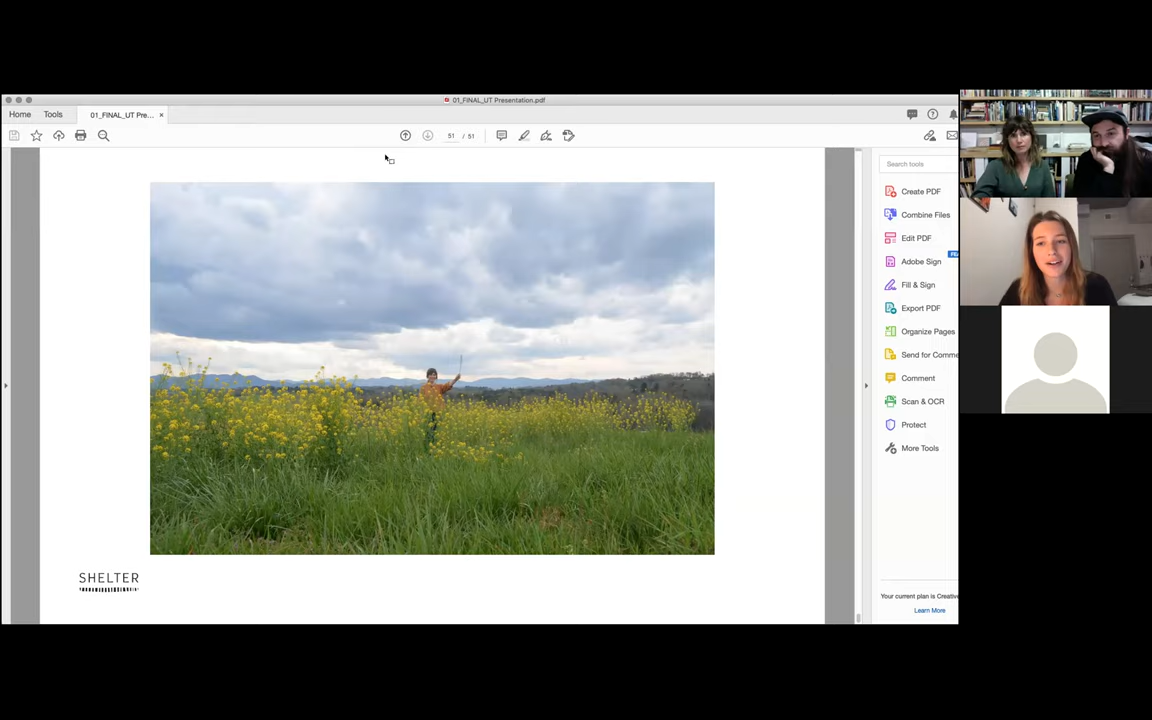 01_FINAL_UT Presentation.pdf
Home
Tools
01_FINAL_UT Pre...
51 / 51
Search tools
Create PDF
Combine Files
Edit PDF
Adobe Sign
Fill & Sign
Export PDF
Organize Pages
Send for Comme
Comment
Scan & OCR
Protect
More Tools
SHELTER
Your current plan is Creative
Learn More